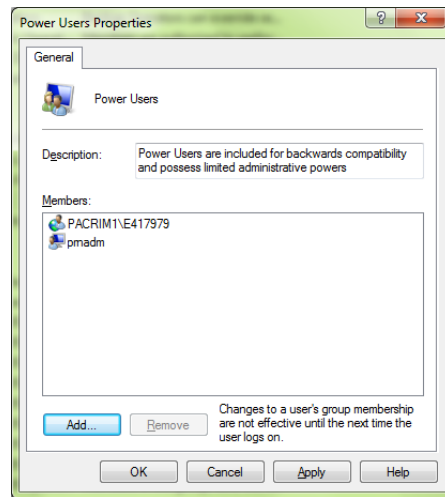 Power Users Properties
General
Power Users
Description:
Power Users are included for backwards compatibility
and possess limited administrative powers
Members:
PACRIM1\E417979
pmadm
Add...
Remove
Changes to a user's group membership
are not effective until the next time the
user logs on.
OK
Cancel
Apply
Help